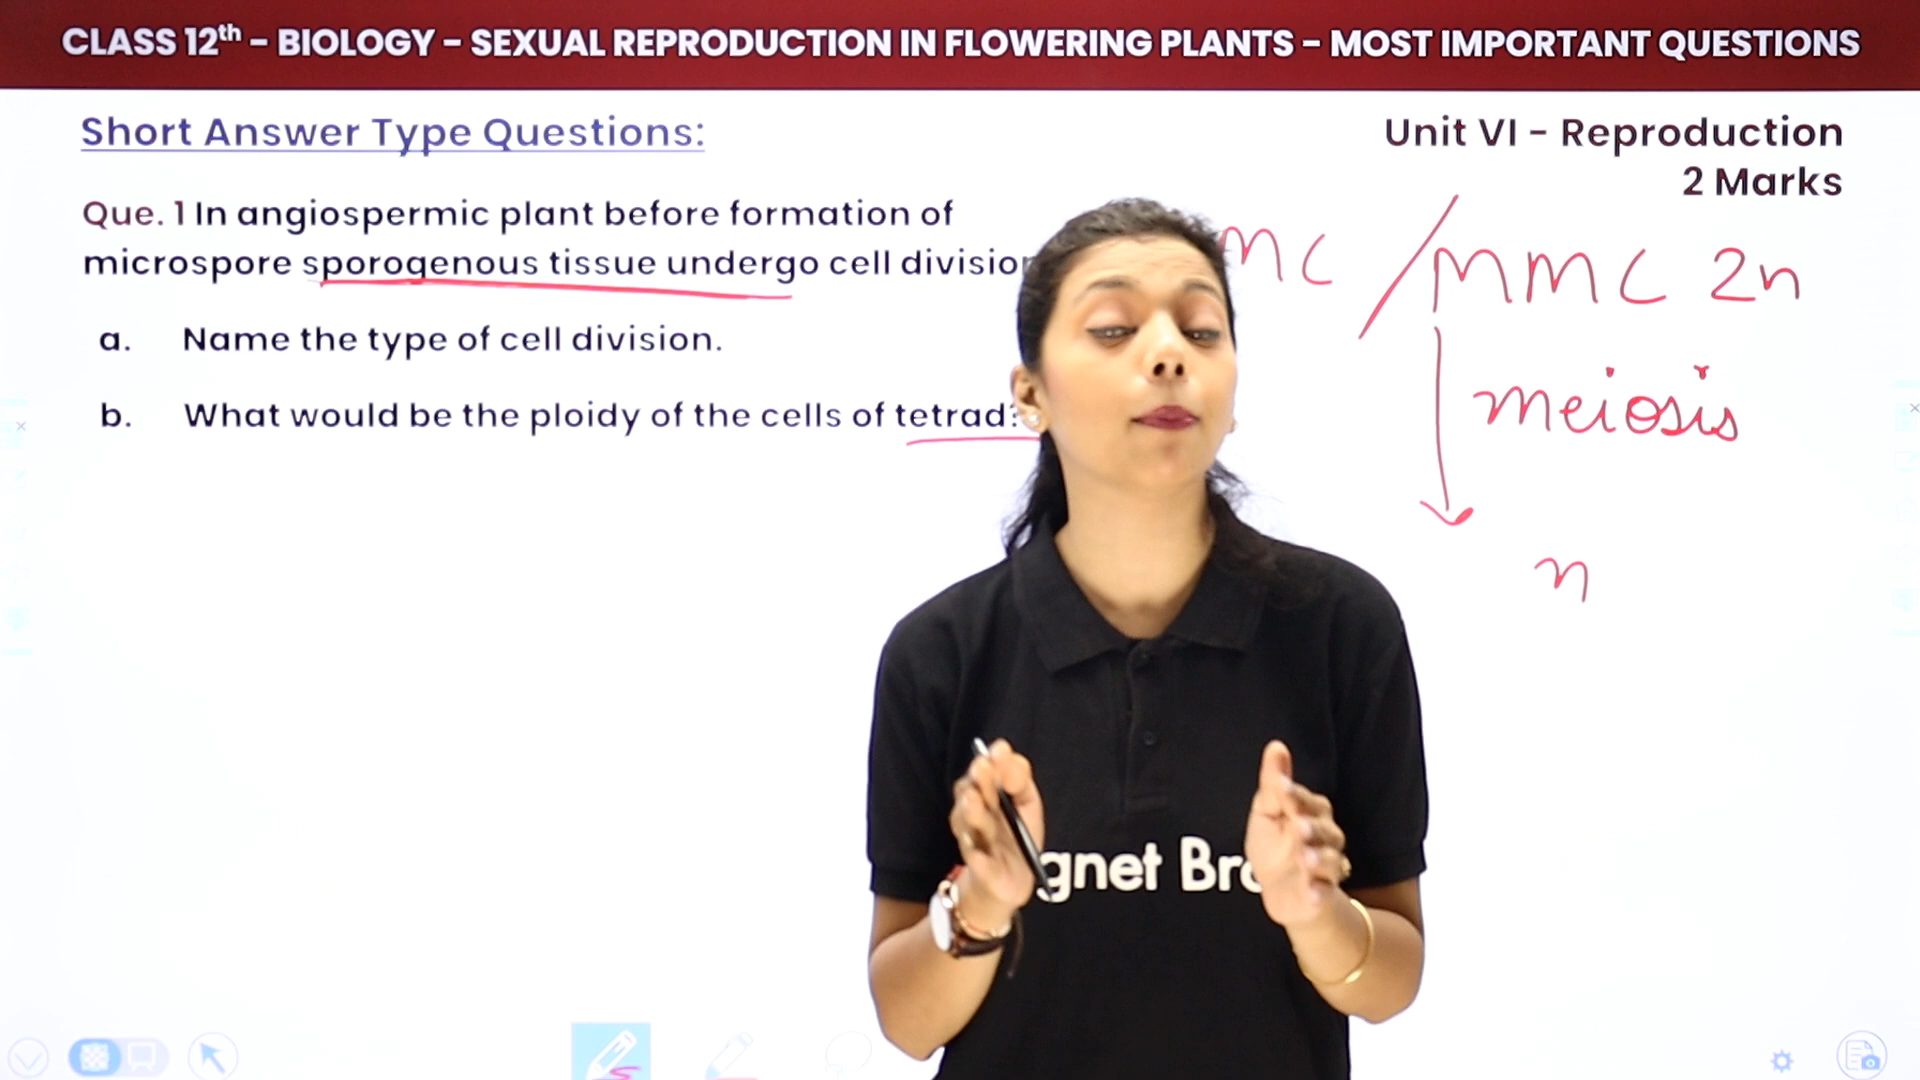 CLASS 12th – BIOLOGY – SEXUAL REPRODUCTION IN FLOWERING PLANTS – MOST IMPORTANT QUESTIONS
Short Answer Type Questions:
Unit VI - Reproduction
2 Marks
Que. 1 In angiospermic plant before formation of
microspore sporogenous tissue undergo cell division
a. Name the type of cell division.
b. What would be the ploidy of the cells of tetrad?
MC / MMC 2n
meiosis
n
gnet Bra